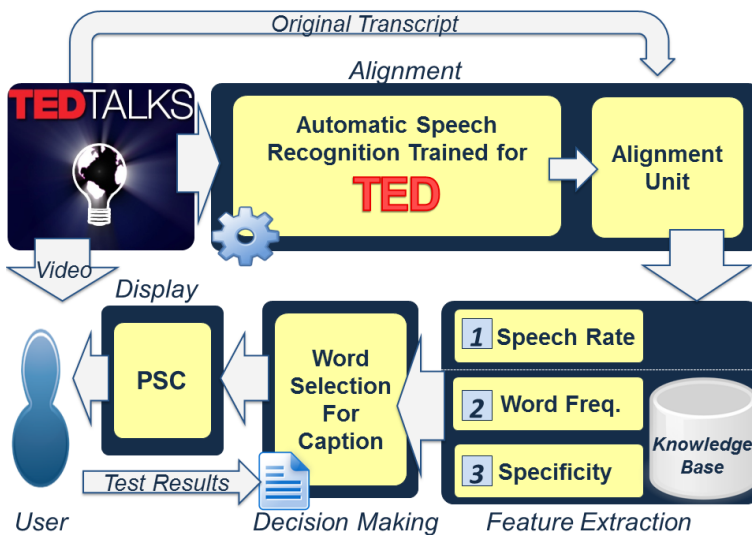 Original Transcript
Alignment
TEDTALKS
Automatic Speech
Recognition Trained for
TED
Alignment
Unit
Video
Display
PSC
Word
Selection
For
Caption
1 Speech Rate
2 Word Freq.
3 Specificity
Knowledge
Base
Test Results
User
Decision Making
Feature Extraction